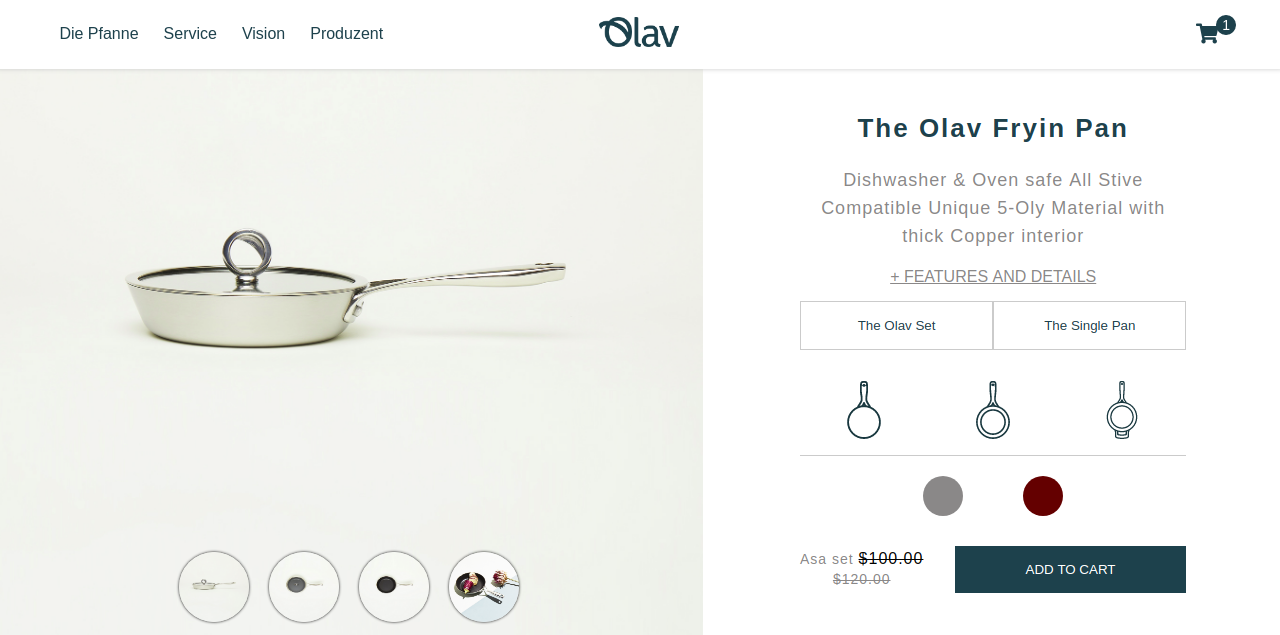 Die Pfanne Service Vision Produzent Olav 1
The Olav Fryin Pan
Dishwasher & Oven safe All Stive
Compatible Unique 5-Oly Material with
thick Copper interior
+ FEATURES AND DETAILS
The Olav Set The Single Pan
Asa set $100.00
$120.00
ADD TO CART